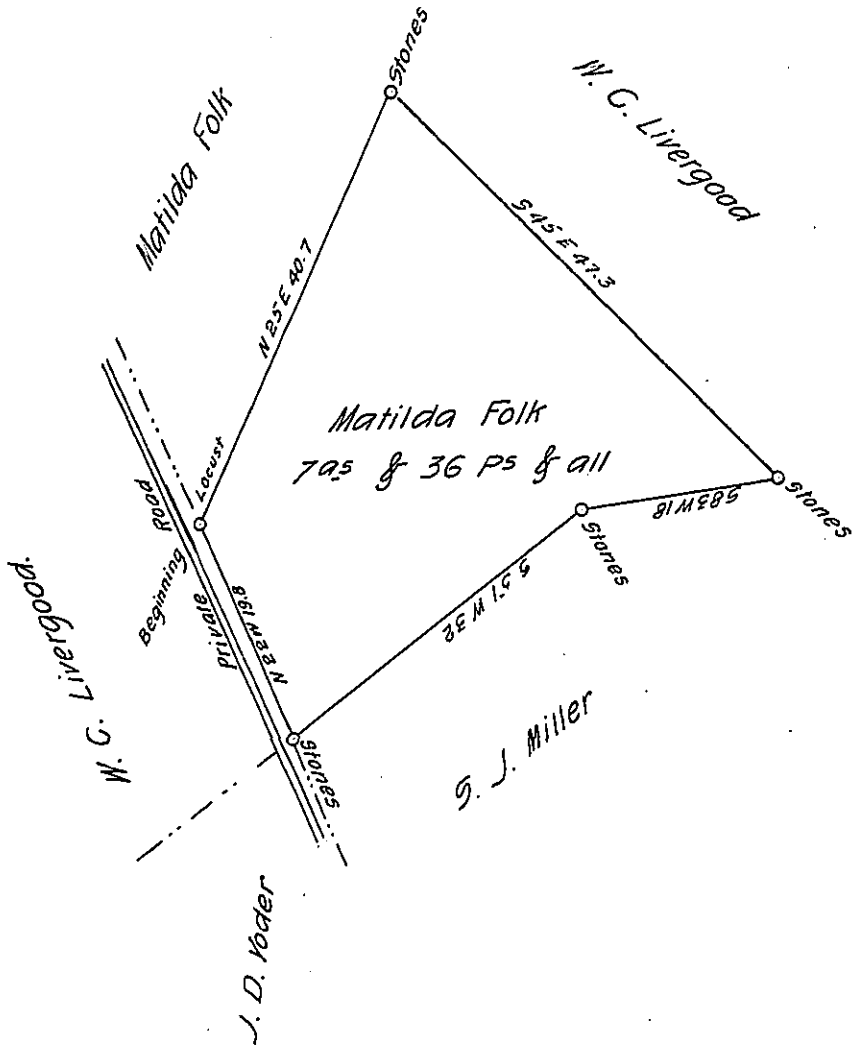 Stones
Matilda Folk
W. C. Livergood
N 25 E 40.7
S 45 E 47.3
Matilda Folk
7as & 36 Ps & all
Locust
Road
Beginning
Private
N 22 W 19.8
W. C. Livergood.
S 83 W 18
Stones
Stones
S 51 W 32
Stones
S. J. Miller
J. D. Yoder